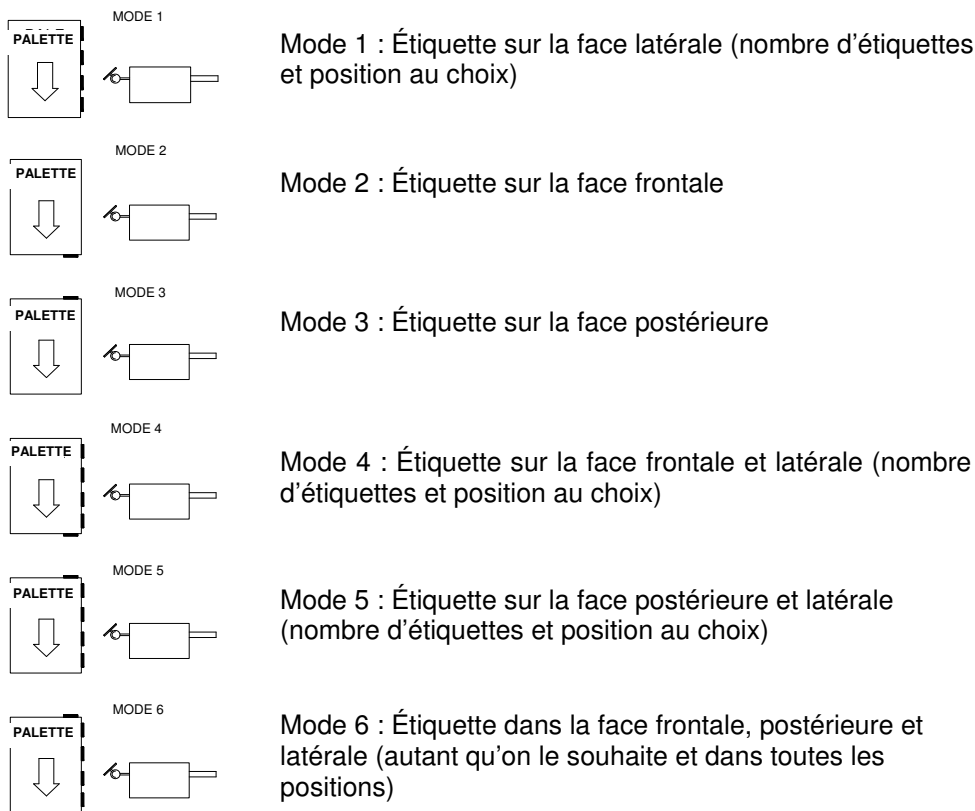 MODE 1
PALETTE
Mode 1 : Étiquette sur la face latérale (nombre d’étiquettes
et position au choix)
MODE 2
PALETTE
Mode 2 : Étiquette sur la face frontale
MODE 3
PALETTE
Mode 3 : Étiquette sur la face postérieure
MODE 4
PALETTE
Mode 4 : Étiquette sur la face frontale et latérale (nombre
d’étiquettes et position au choix)
MODE 5
PALETTE
Mode 5 : Étiquette sur la face postérieure et latérale
(nombre d’étiquettes et position au choix)
MODE 6
PALETTE
Mode 6 : Étiquette dans la face frontale, postérieure et
latérale (autant qu’on le souhaite et dans toutes les
positions)